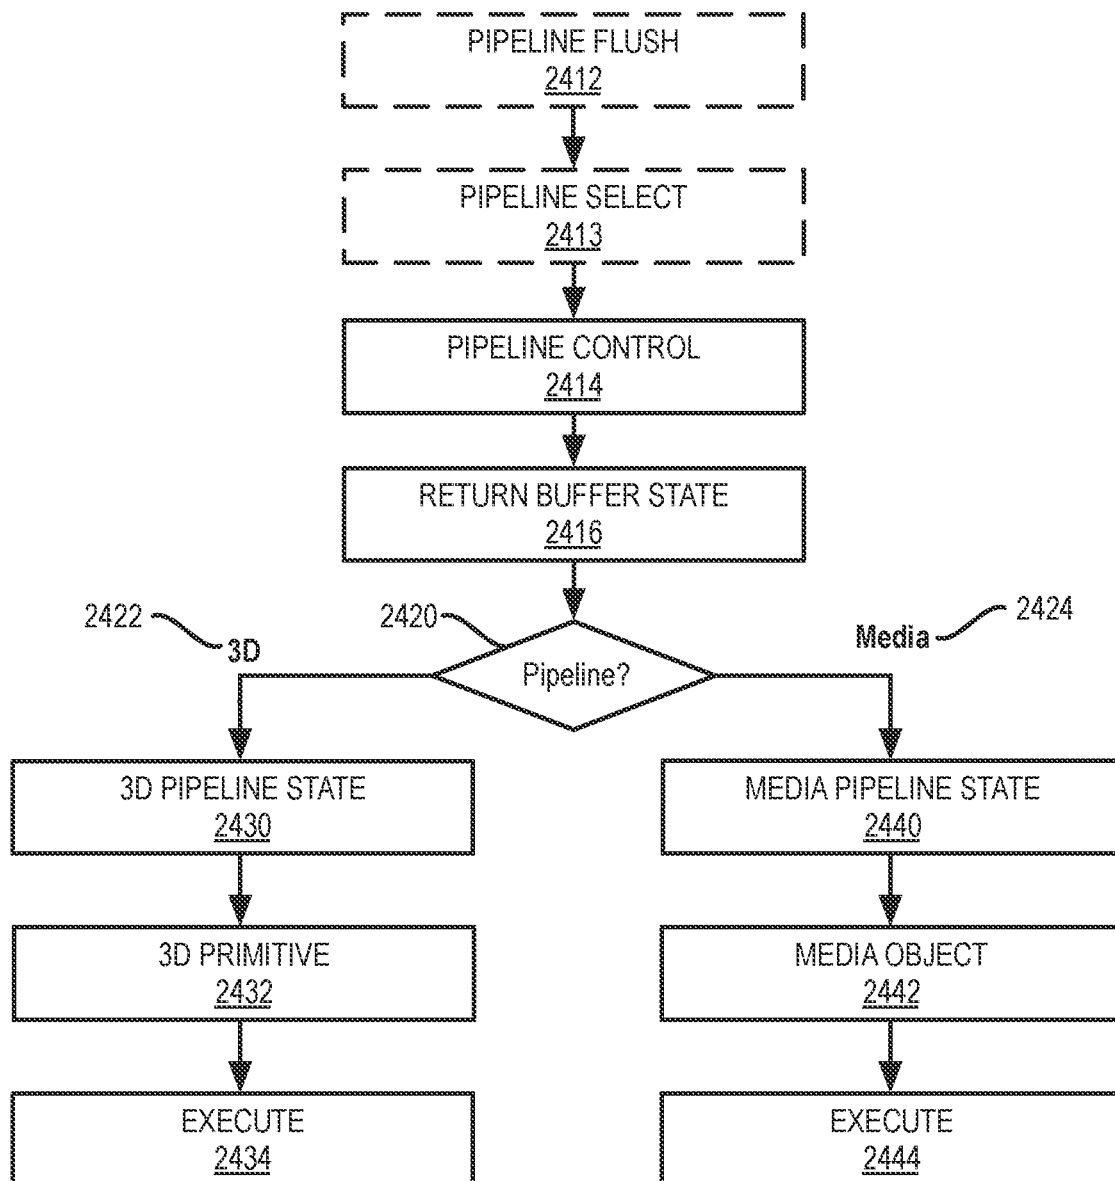 PIPELINE FLUSH
2412
PIPELINE SELECT
2413
PIPELINE CONTROL
2414
RETURN BUFFER STATE
2416
2422
2420
2424
3D
Media
Pipeline?
3D PIPELINE STATE
2430
MEDIA PIPELINE STATE
2440
3D PRIMITIVE
2432
MEDIA OBJECT
2442
EXECUTE
2434
EXECUTE
2444